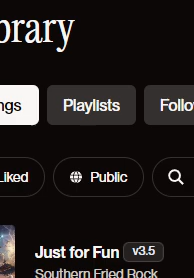 brary
ngs Playlists Follo
Liked Public
Just for Fun v3.5
Southern Fried Rock